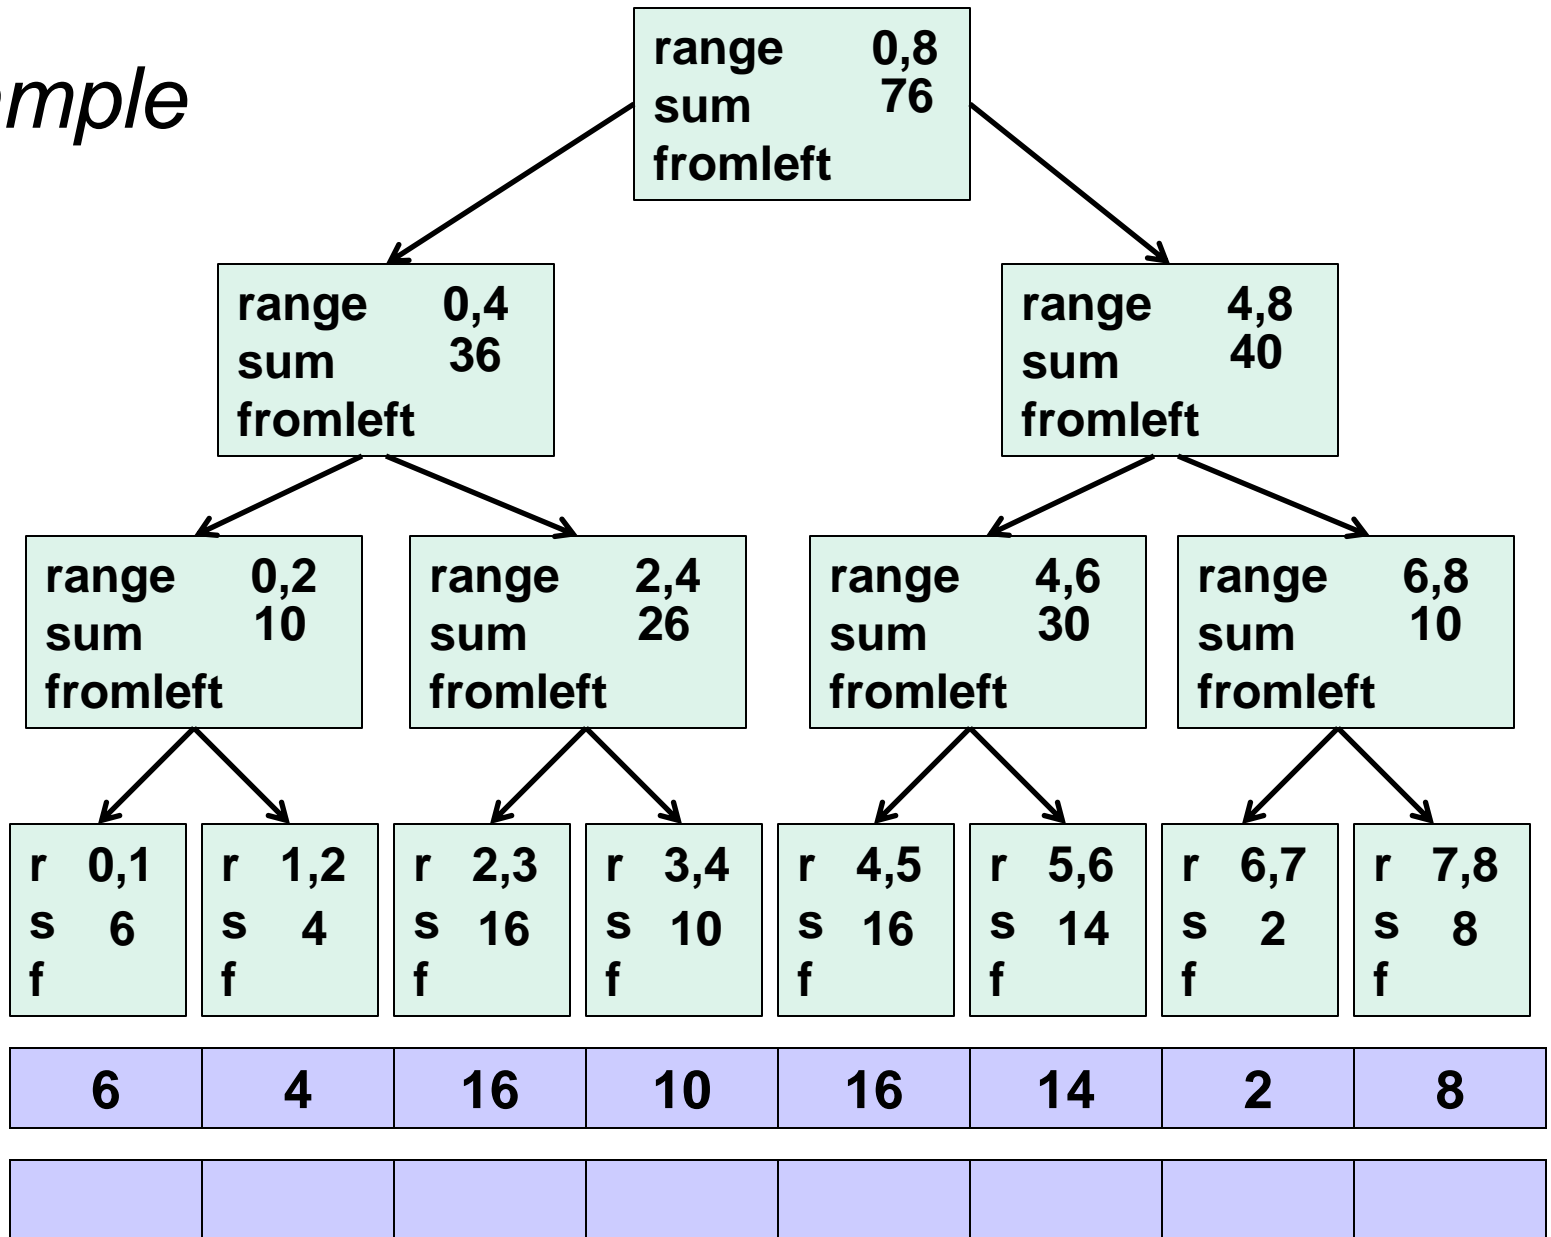 range 0,8
sum 76
fromleft
mple
range 0,4
sum 36
fromleft
range 4,8
sum 40
fromleft
range 0,2
sum 10
fromleft
range 2,4
sum 26
fromleft
range 4,6
sum 30
fromleft
range 6,8
sum 10
fromleft
r 0,1
s 6
f
r 1,2
s 4
f
r 2,3
s 16
f
r 3,4
s 10
f
r 4,5
s 16
f
r 5,6
s 14
f
r 6,7
s 2
f
r 7,8
s 8
f
6 4 16 10 16 14 2 8